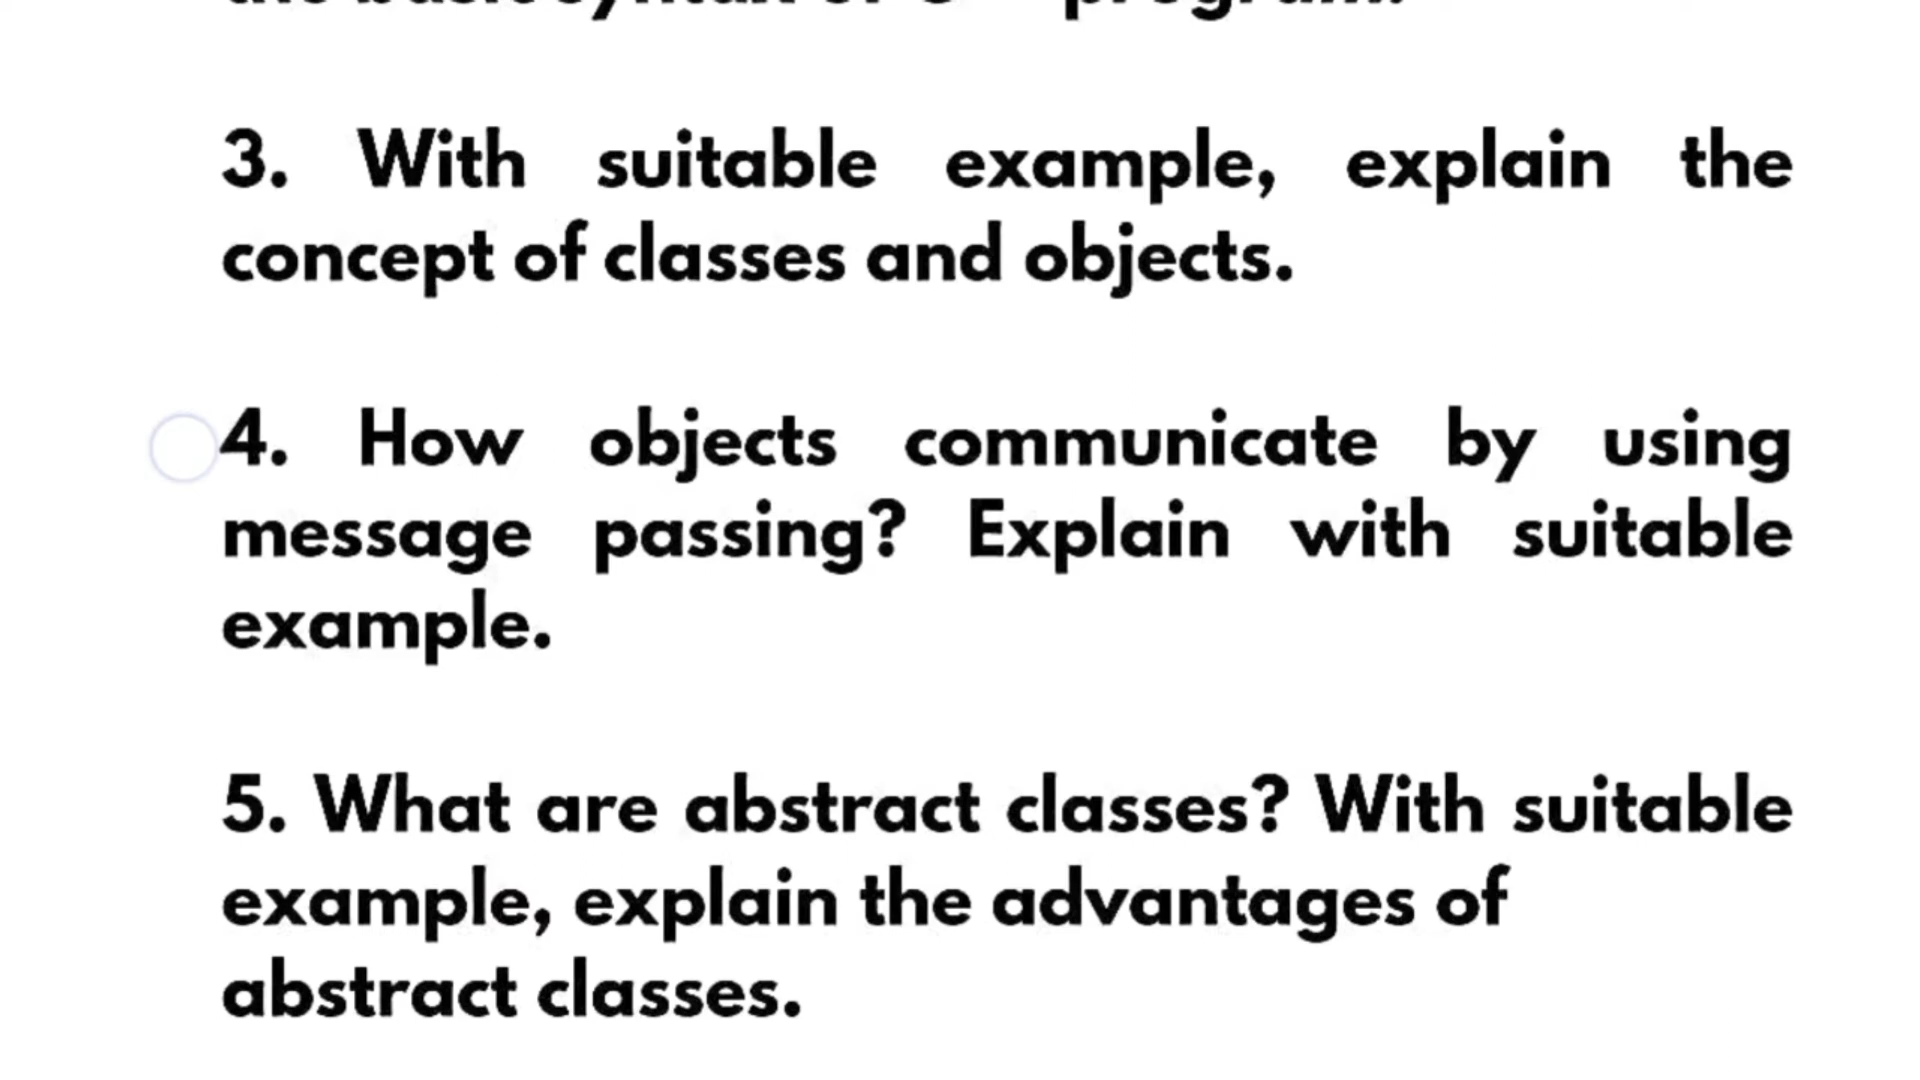 3. With suitable example, explain the
concept of classes and objects.
4. How objects communicate by using
message passing? Explain with suitable
example.
5. What are abstract classes? With suitable
example, explain the advantages of
abstract classes.